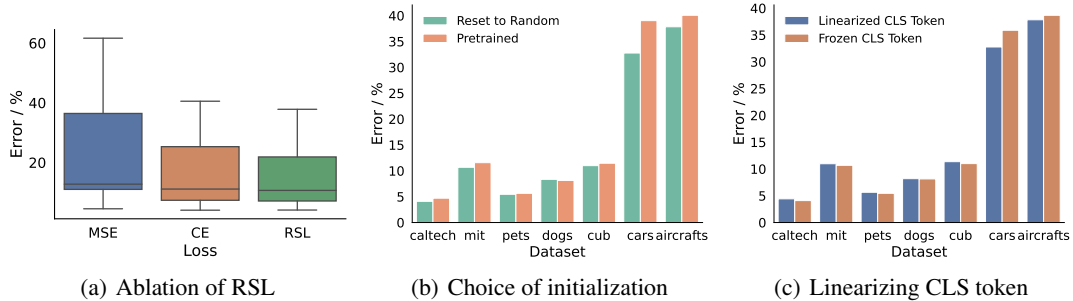 Error / %
60
40
20
MSE CE RSL
Loss
(a) Ablation of RSL
Reset to Random
Pretrained
Error / %
40
35
30
25
20
15
10
5
0
caltech mit pets dogs cub cars aircrafts
Dataset
(b) Choice of initialization
Linearized CLS Token
Frozen CLS Token
Error / %
40
35
30
25
20
15
10
5
0
caltech mit pets dogs cub cars aircrafts
Dataset
(c) Linearizing CLS token